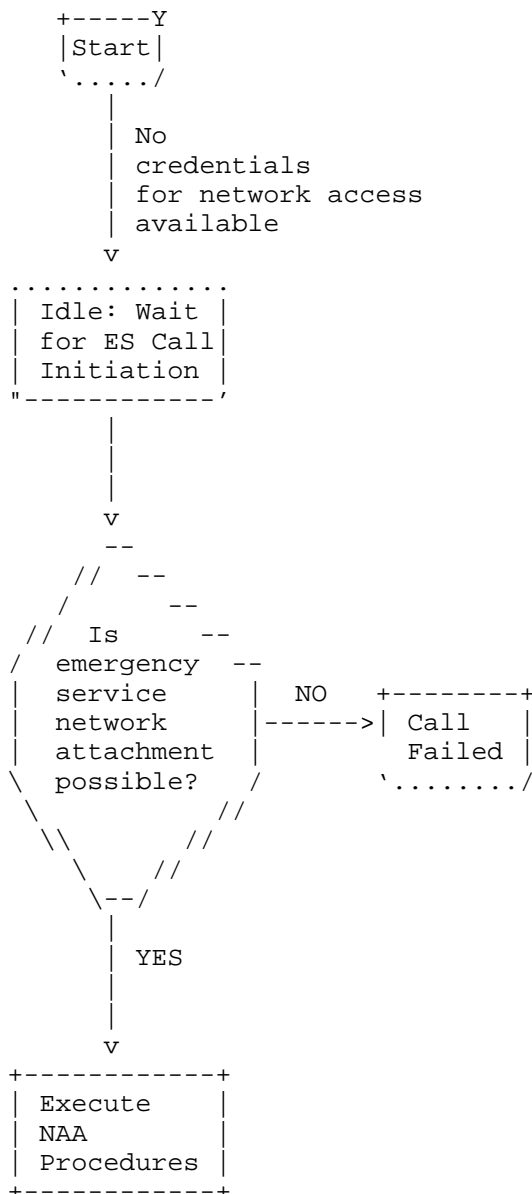 Start
No
credentials
for network access
available
Idle: Wait
for ES Call
Initiation
Is
emergency
service
network
attachment
possible?
NO
Call
Failed
YES
Execute
NAA
Procedures